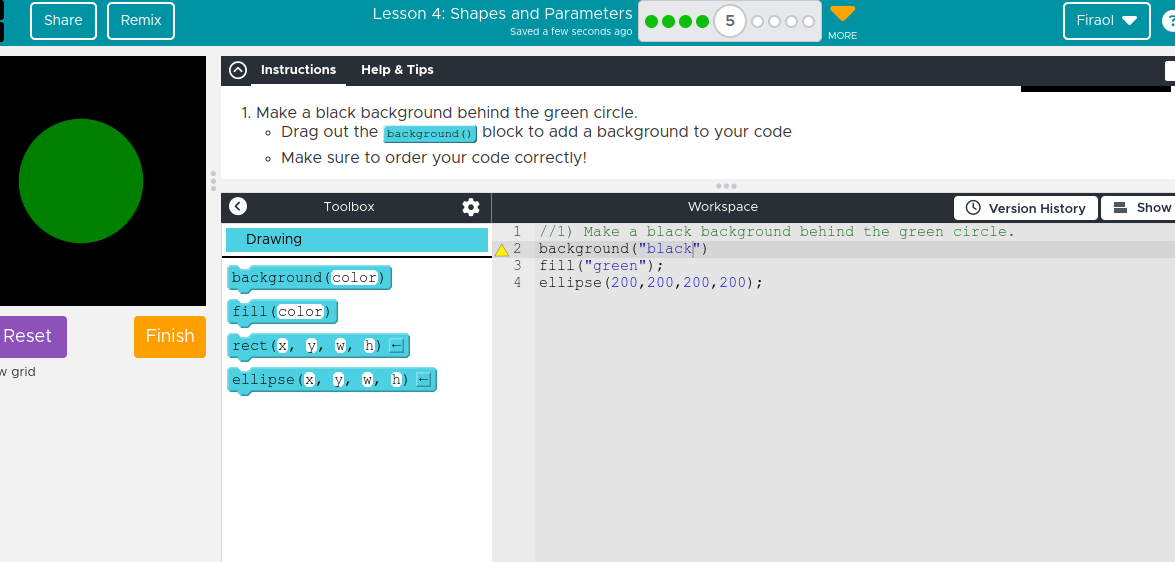 Share
Remix
Lesson 4: Shapes and Parameters
Saved a few seconds ago
5
MORE
Firaol
?
Instructions
Help & Tips
1. Make a black background behind the green circle.
Drag out the background() block to add a background to your code
Make sure to order your code correctly!
Toolbox
Workspace
Version History
Show
Drawing
background(color)
fill(color)
rect(x, y, w, h) ←
ellipse(x, y, w, h) ←
1 //1) Make a black background behind the green circle.
2 background("black")
3 fill("green");
4 ellipse(200,200,200,200);
Reset
Finish
w grid